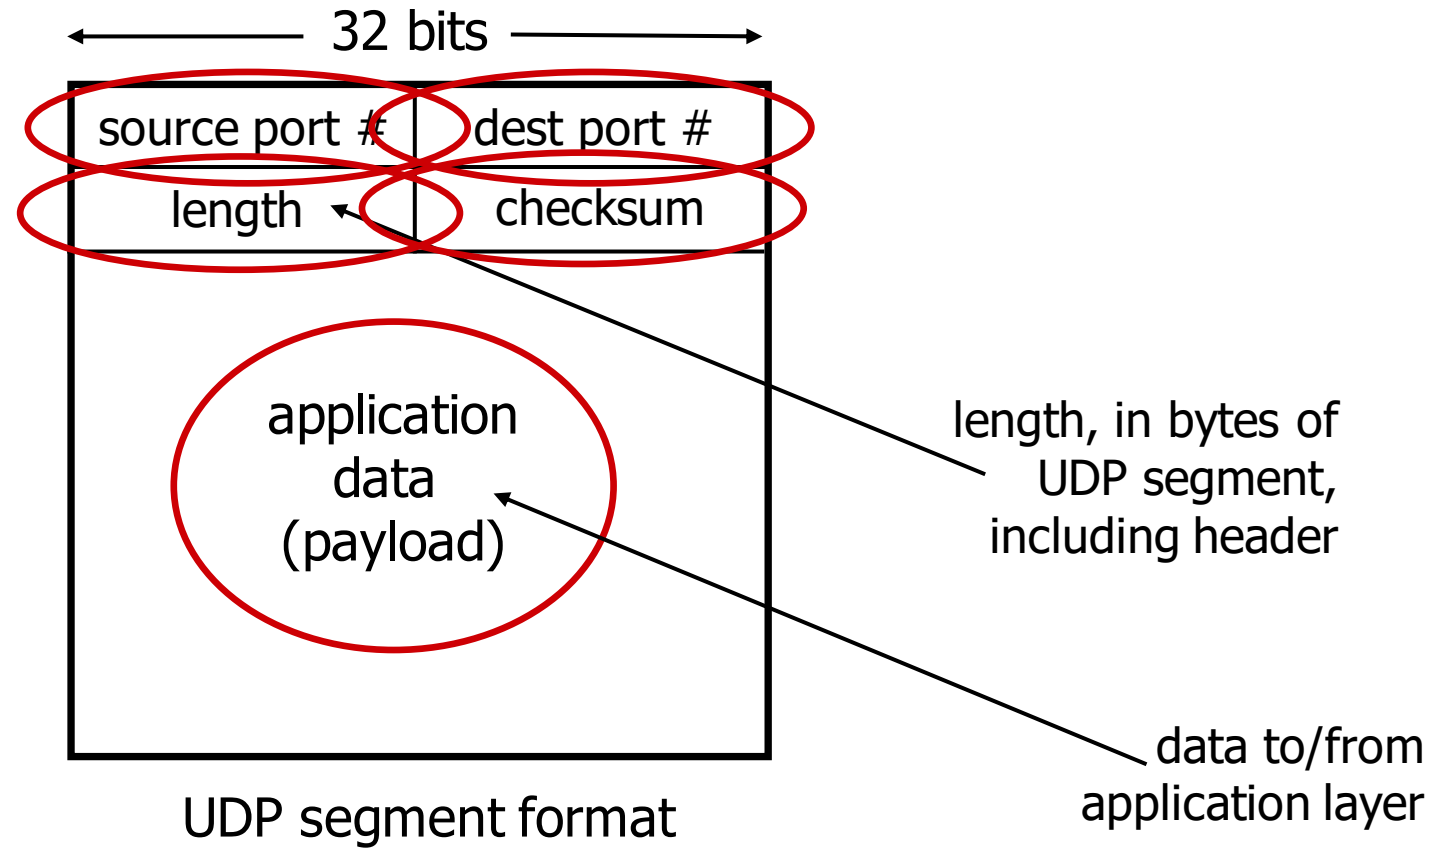 32 bits
source port #
dest port #
length
checksum
application
data
(payload)
length, in bytes of
UDP segment,
including header
data to/from
application layer
UDP segment format